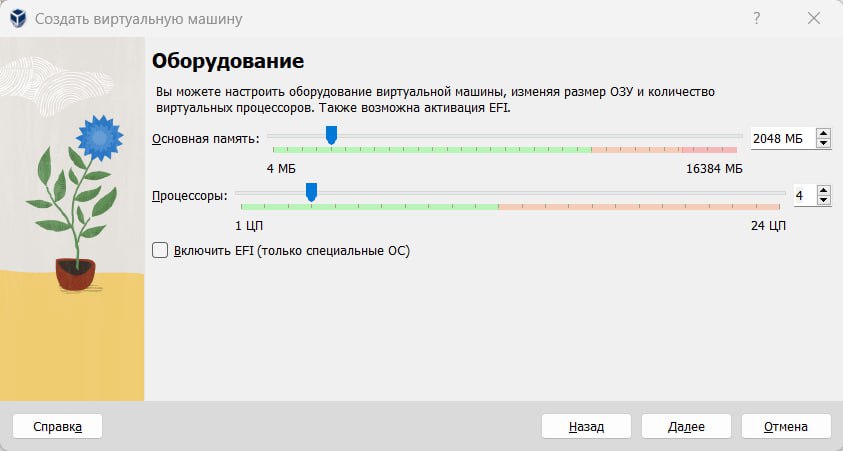 Создать виртуальную машину
?
Оборудование
Вы можете настроить оборудование виртуальной машины, изменяя размер ОЗУ и количество
виртуальных процессоров. Также возможна активация EFI.
Основная память: 2048 МБ
4 МБ 16384 МБ
Процессоры: 4
1 ЦП 24 ЦП
Включить EFI (только специальные ОС)
Справка Назад Далее Отмена